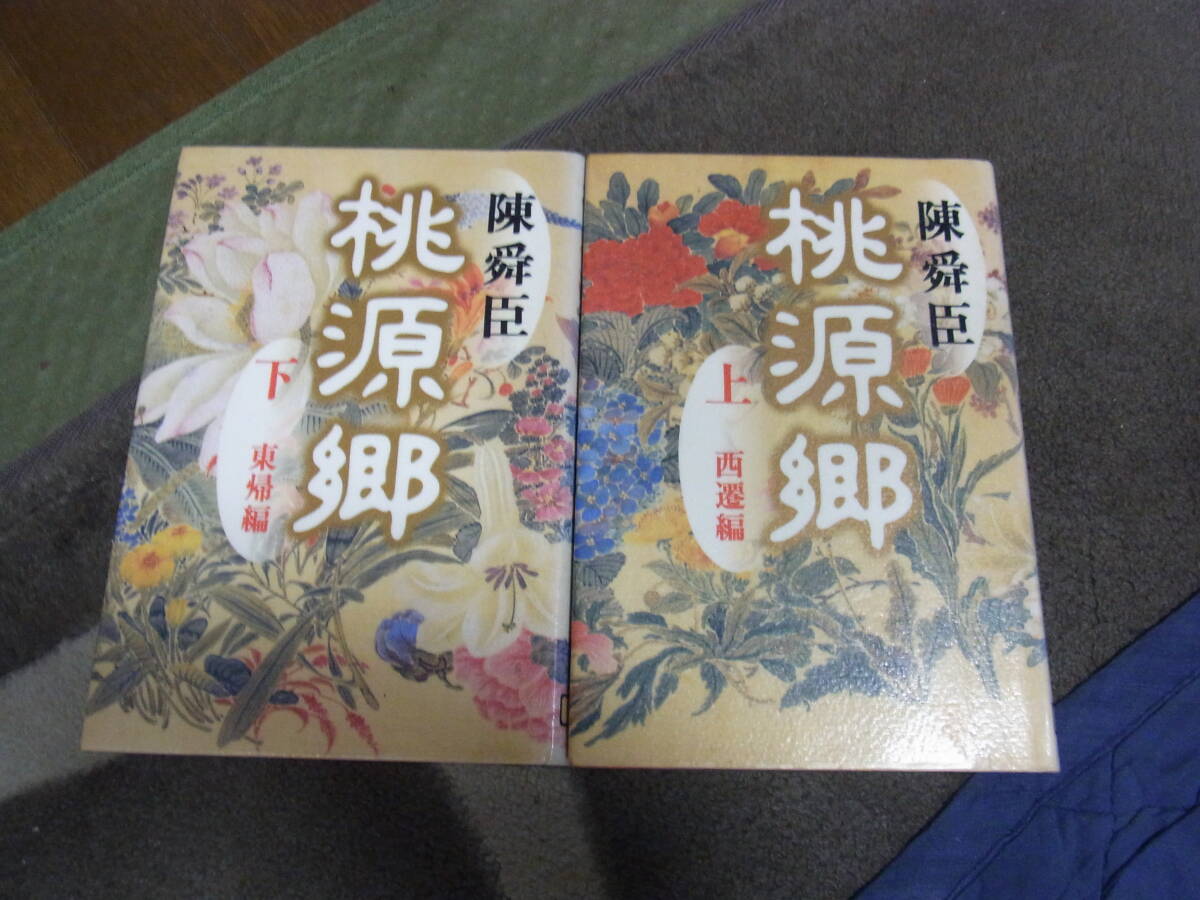 陳舜臣
桃源郷
上 西遷編
陳舜臣
桃源郷
下 東帰編